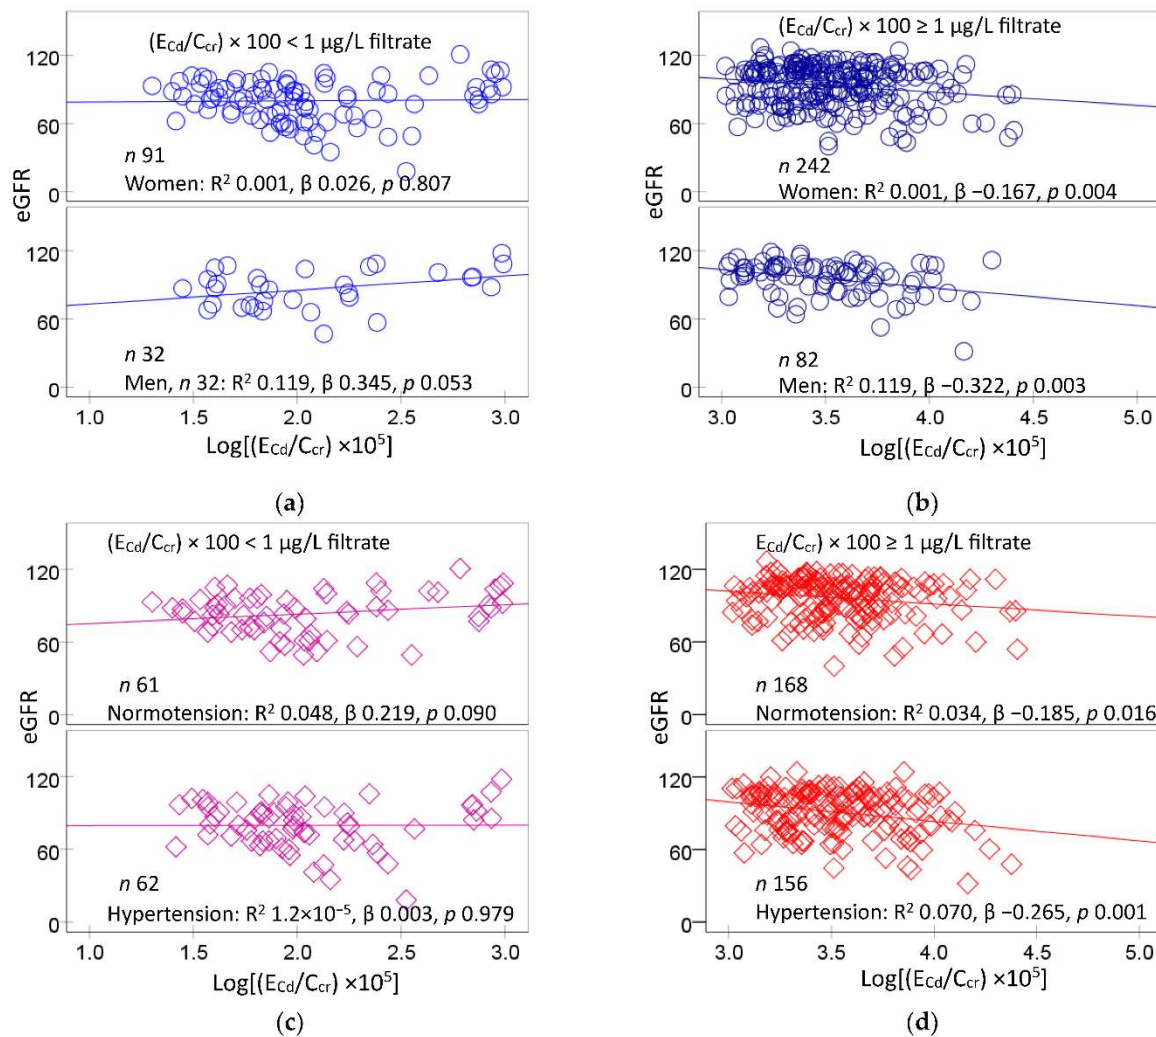 (ECd/Ccr) × 100 < 1 µg/L filtrate
120
60
0
n 91
Women: R² 0.001, β 0.026, p 0.807
eGFR
120
60
0
n 32
Men, n 32: R² 0.119, β 0.345, p 0.053
1.0 1.5 2.0 2.5 3.0
Log[(ECd/Ccr) ×10⁵]
(a)
(ECd/Ccr) × 100 ≥ 1 µg/L filtrate
120
60
0
n 242
Women: R² 0.001, β −0.167, p 0.004
eGFR
120
60
0
n 82
Men: R² 0.119, β −0.322, p 0.003
3.0 3.5 4.0 4.5 5.0
Log[(ECd/Ccr) ×10⁵]
(b)
(ECd/Ccr) × 100 < 1 µg/L filtrate
120
60
0
n 61
Normotension: R² 0.048, β 0.219, p 0.090
eGFR
120
60
0
n 62
Hypertension: R² 1.2×10⁻⁵, β 0.003, p 0.979
1.0 1.5 2.0 2.5 3.0
Log[(ECd/Ccr) ×10⁵]
(c)
ECd/Ccr) × 100 ≥ 1 µg/L filtrate
120
60
0
n 168
Normotension: R² 0.034, β −0.185, p 0.016
eGFR
120
60
0
n 156
Hypertension: R² 0.070, β −0.265, p 0.001
3.0 3.5 4.0 4.5 5.0
Log[(ECd/Ccr) ×10⁵]
(d)